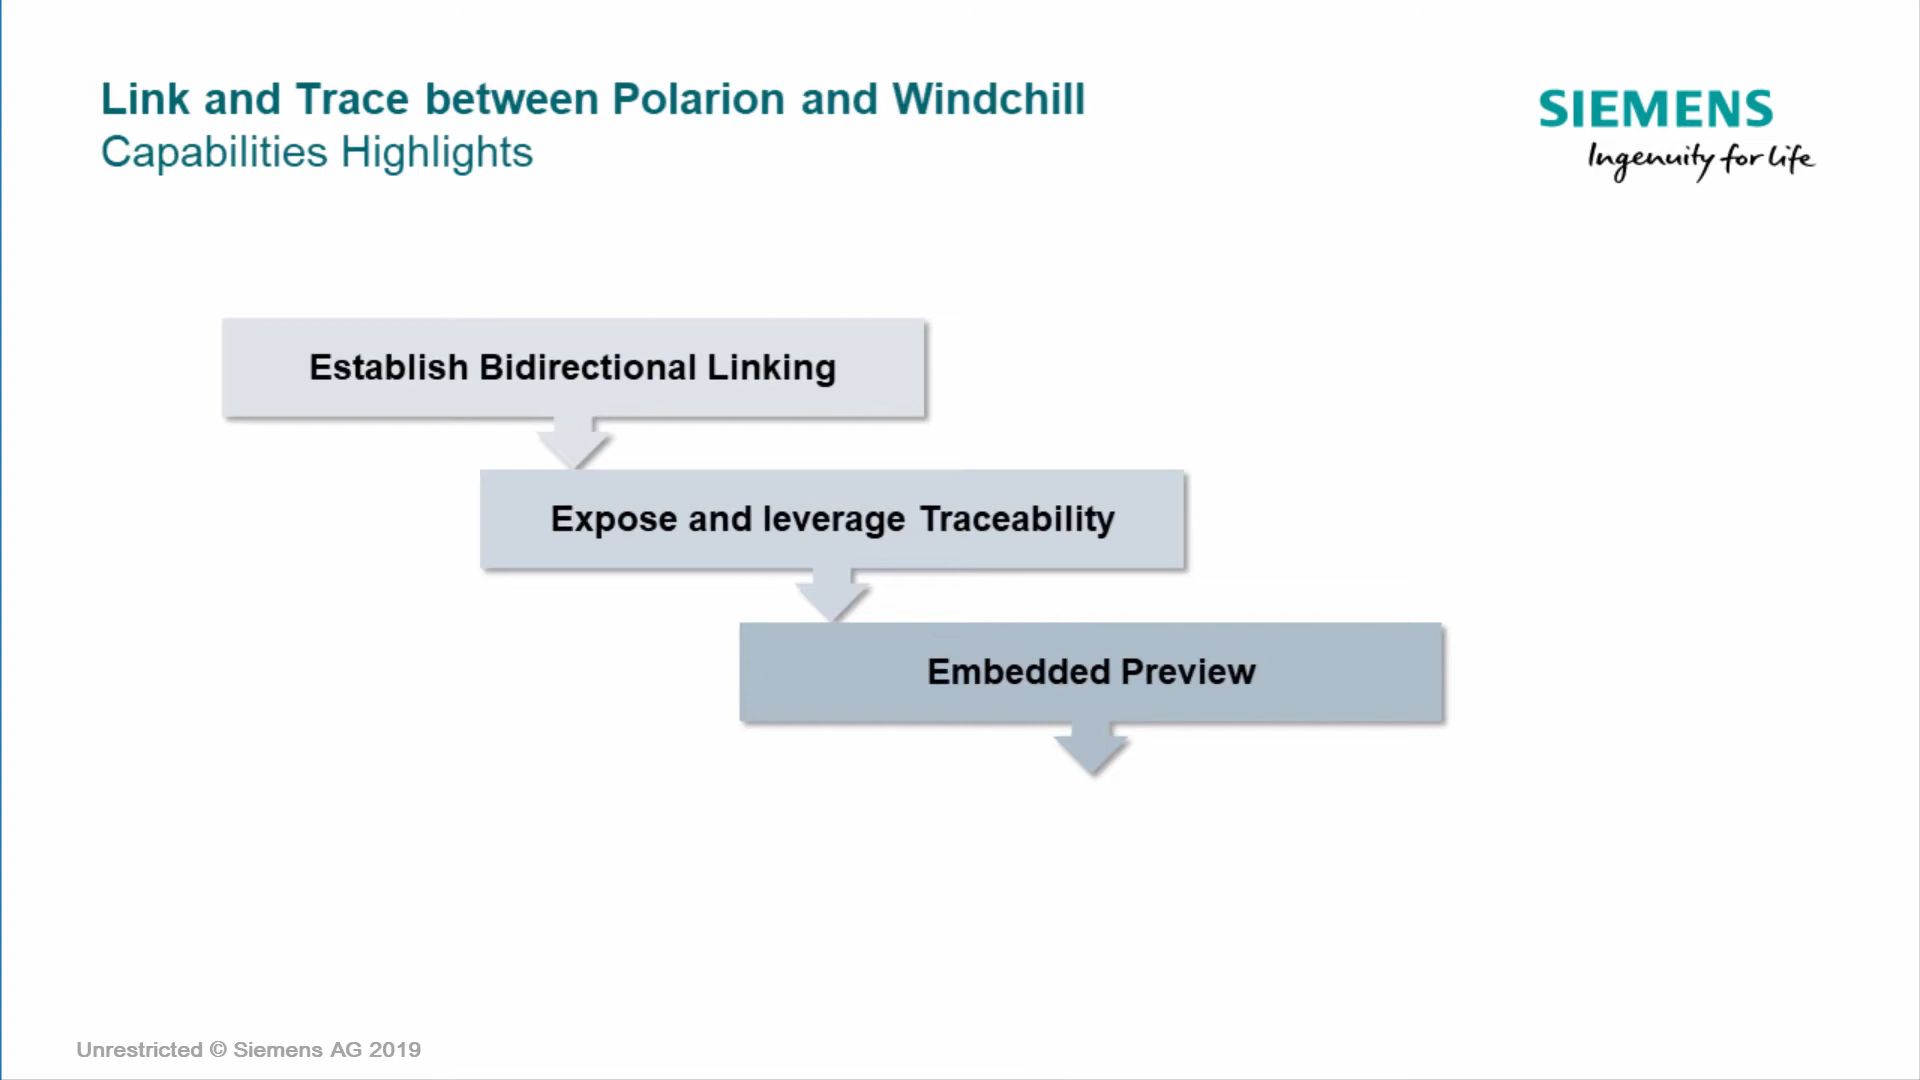 Link and Trace between Polarion and Windchill
Capabilities Highlights
SIEMENS
Ingenuity for life
Establish Bidirectional Linking
Expose and leverage Traceability
Embedded Preview
Unrestricted © Siemens AG 2019